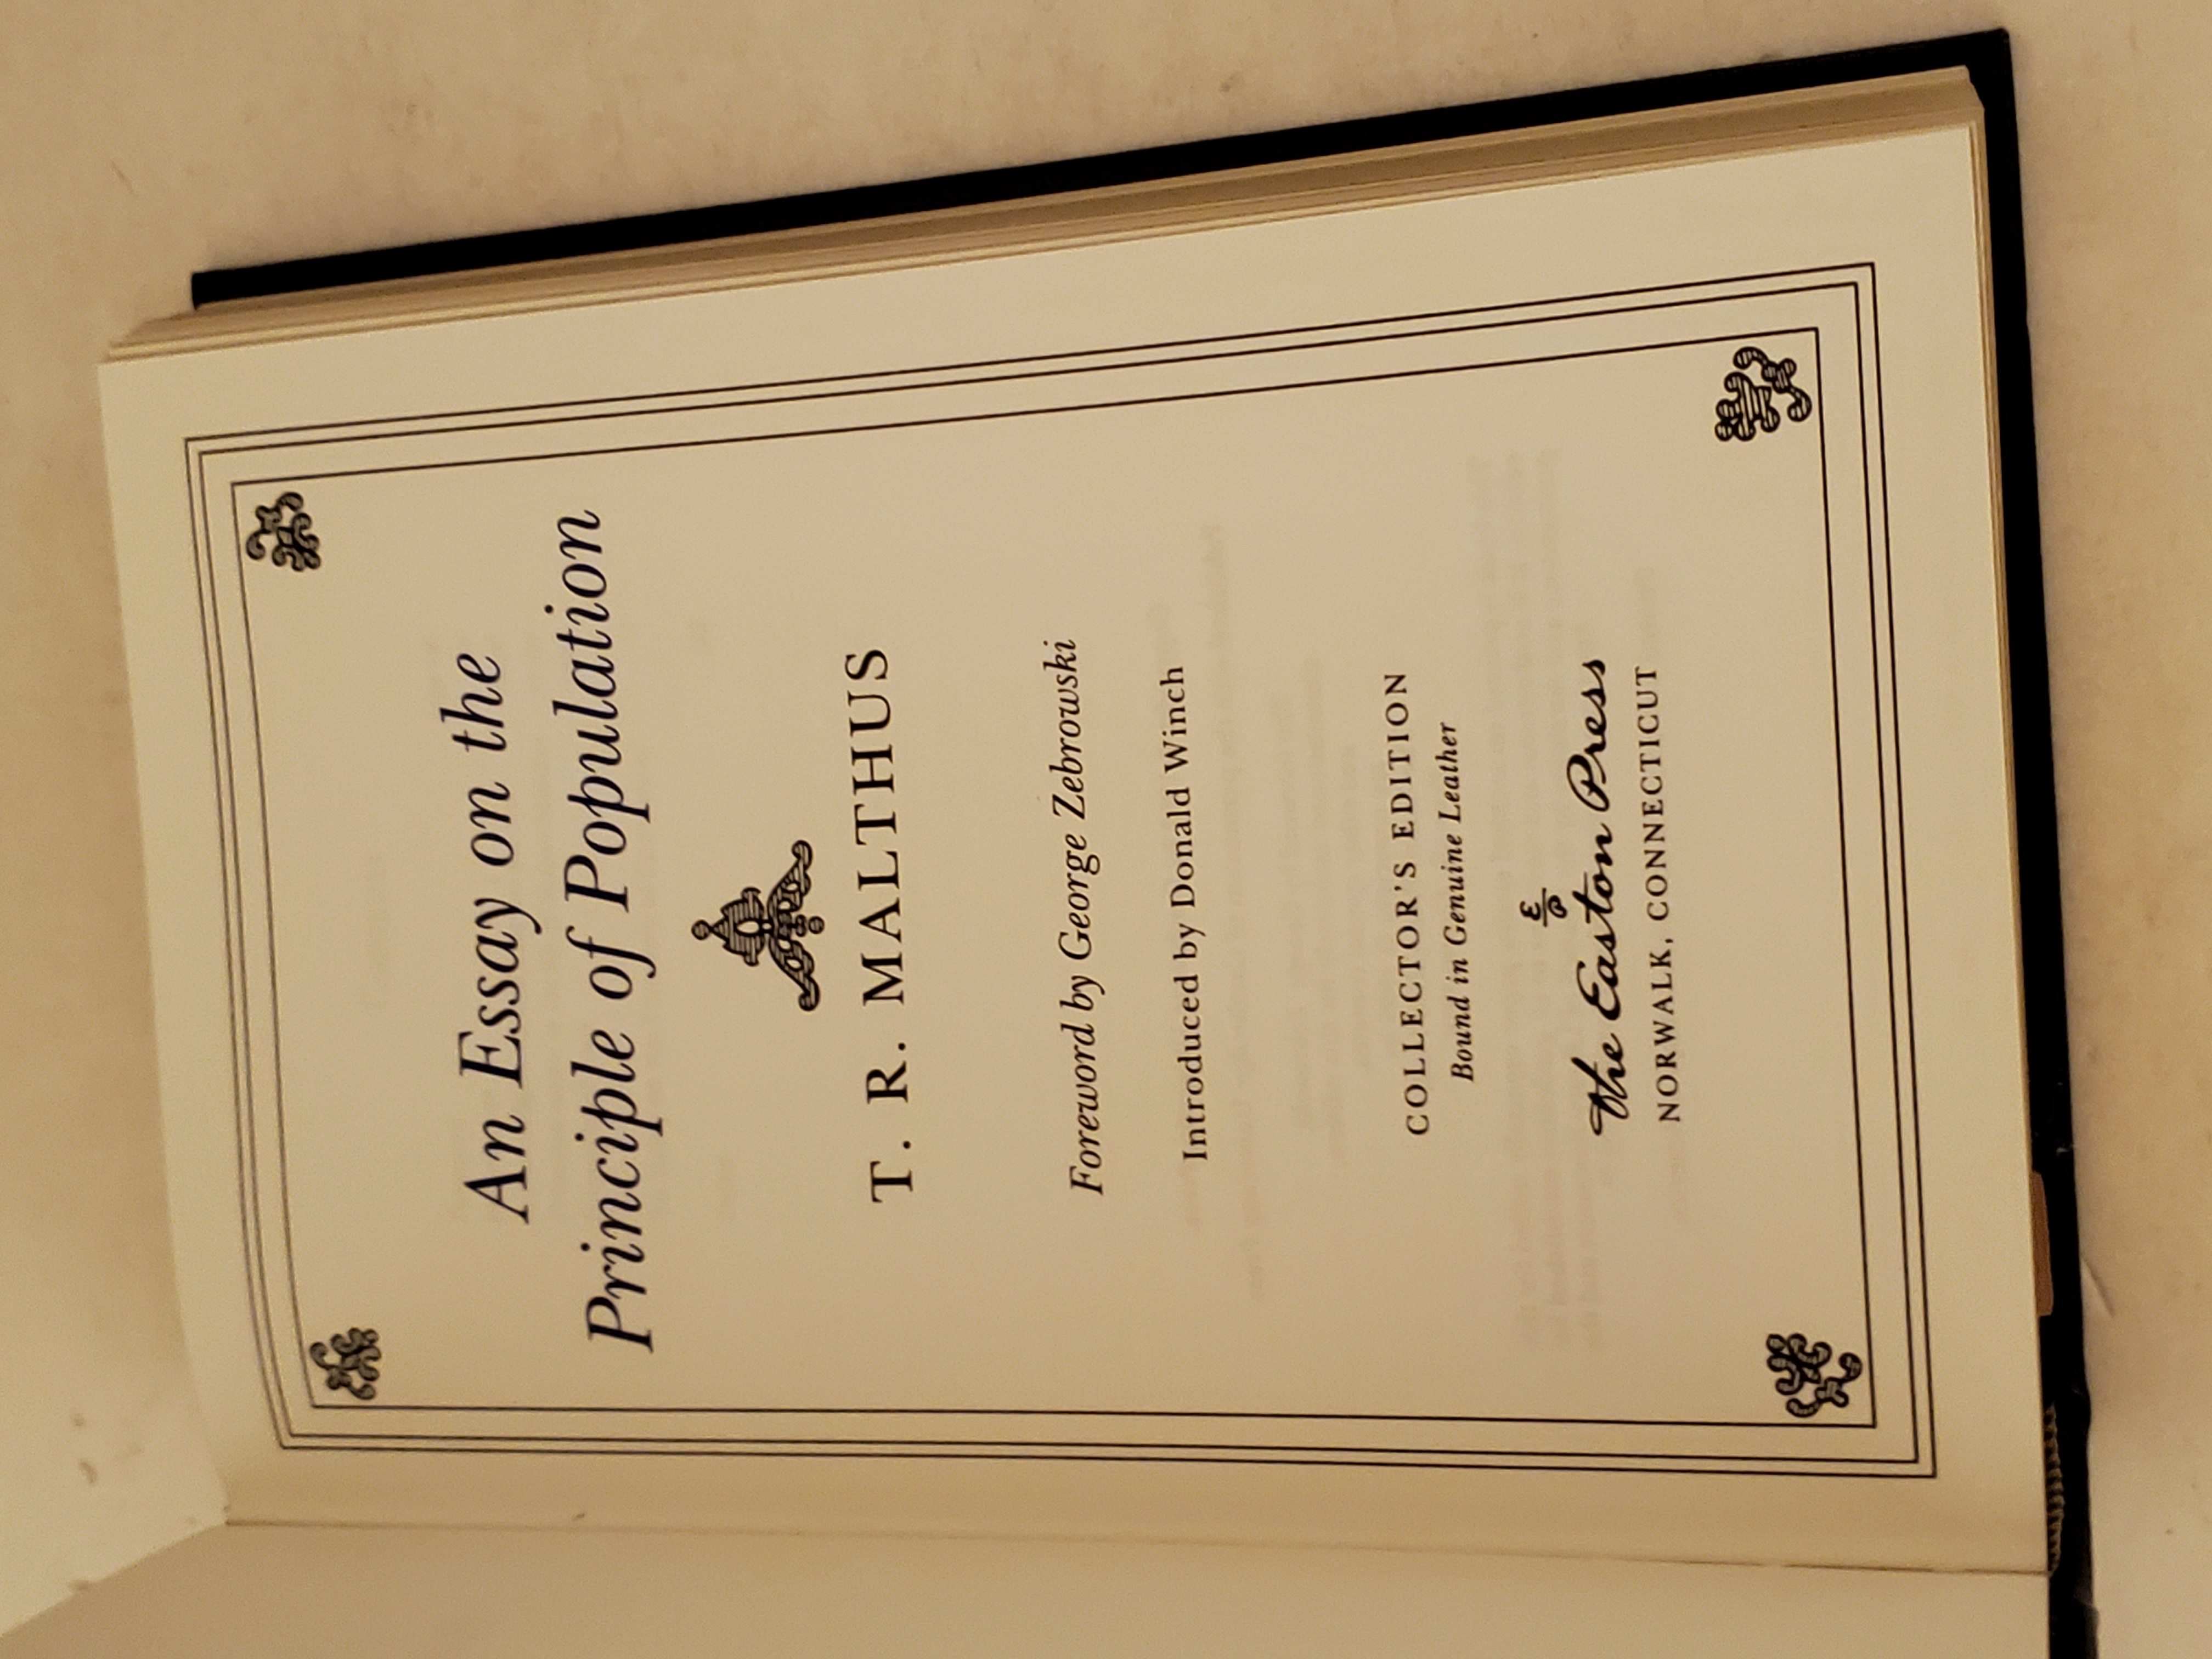 An Essay on the
Principle of Population
T. R. MALTHUS
Foreword by George Zebrowski
Introduced by Donald Winch
COLLECTOR'S EDITION
Bound in Genuine Leather
The Easton Press
NORWALK, CONNECTICUT